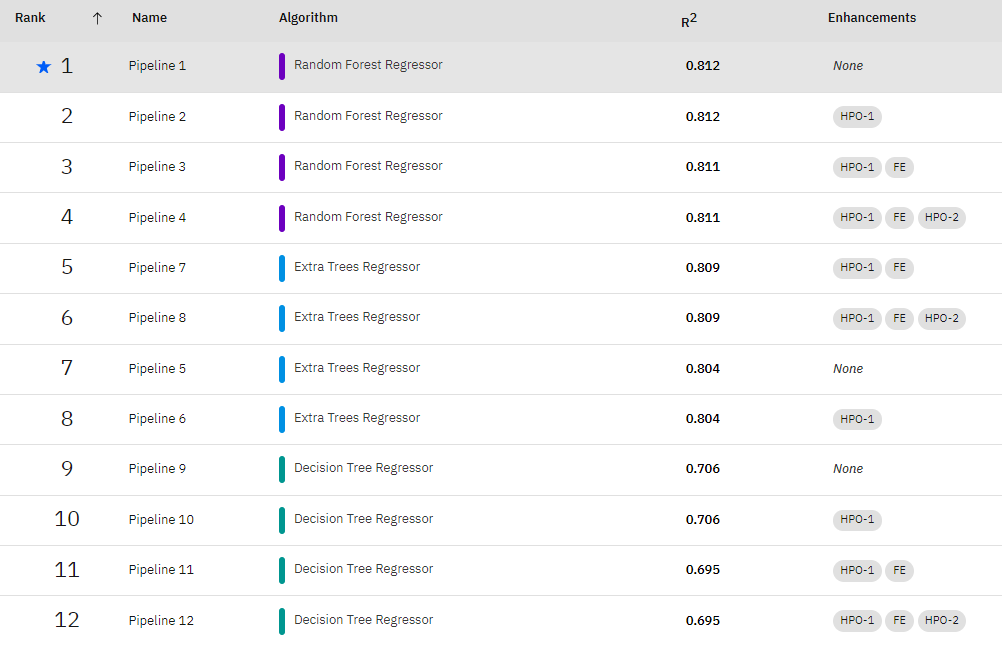 Rank ↑ Name Algorithm R² Enhancements
1 Pipeline 1 Random Forest Regressor 0.812 None
2 Pipeline 2 Random Forest Regressor 0.812 HPO-1
3 Pipeline 3 Random Forest Regressor 0.811 HPO-1 FE
4 Pipeline 4 Random Forest Regressor 0.811 HPO-1 FE HPO-2
5 Pipeline 7 Extra Trees Regressor 0.809 HPO-1 FE
6 Pipeline 8 Extra Trees Regressor 0.809 HPO-1 FE HPO-2
7 Pipeline 5 Extra Trees Regressor 0.804 None
8 Pipeline 6 Extra Trees Regressor 0.804 HPO-1
9 Pipeline 9 Decision Tree Regressor 0.706 None
10 Pipeline 10 Decision Tree Regressor 0.706 HPO-1
11 Pipeline 11 Decision Tree Regressor 0.695 HPO-1 FE
12 Pipeline 12 Decision Tree Regressor 0.695 HPO-1 FE HPO-2